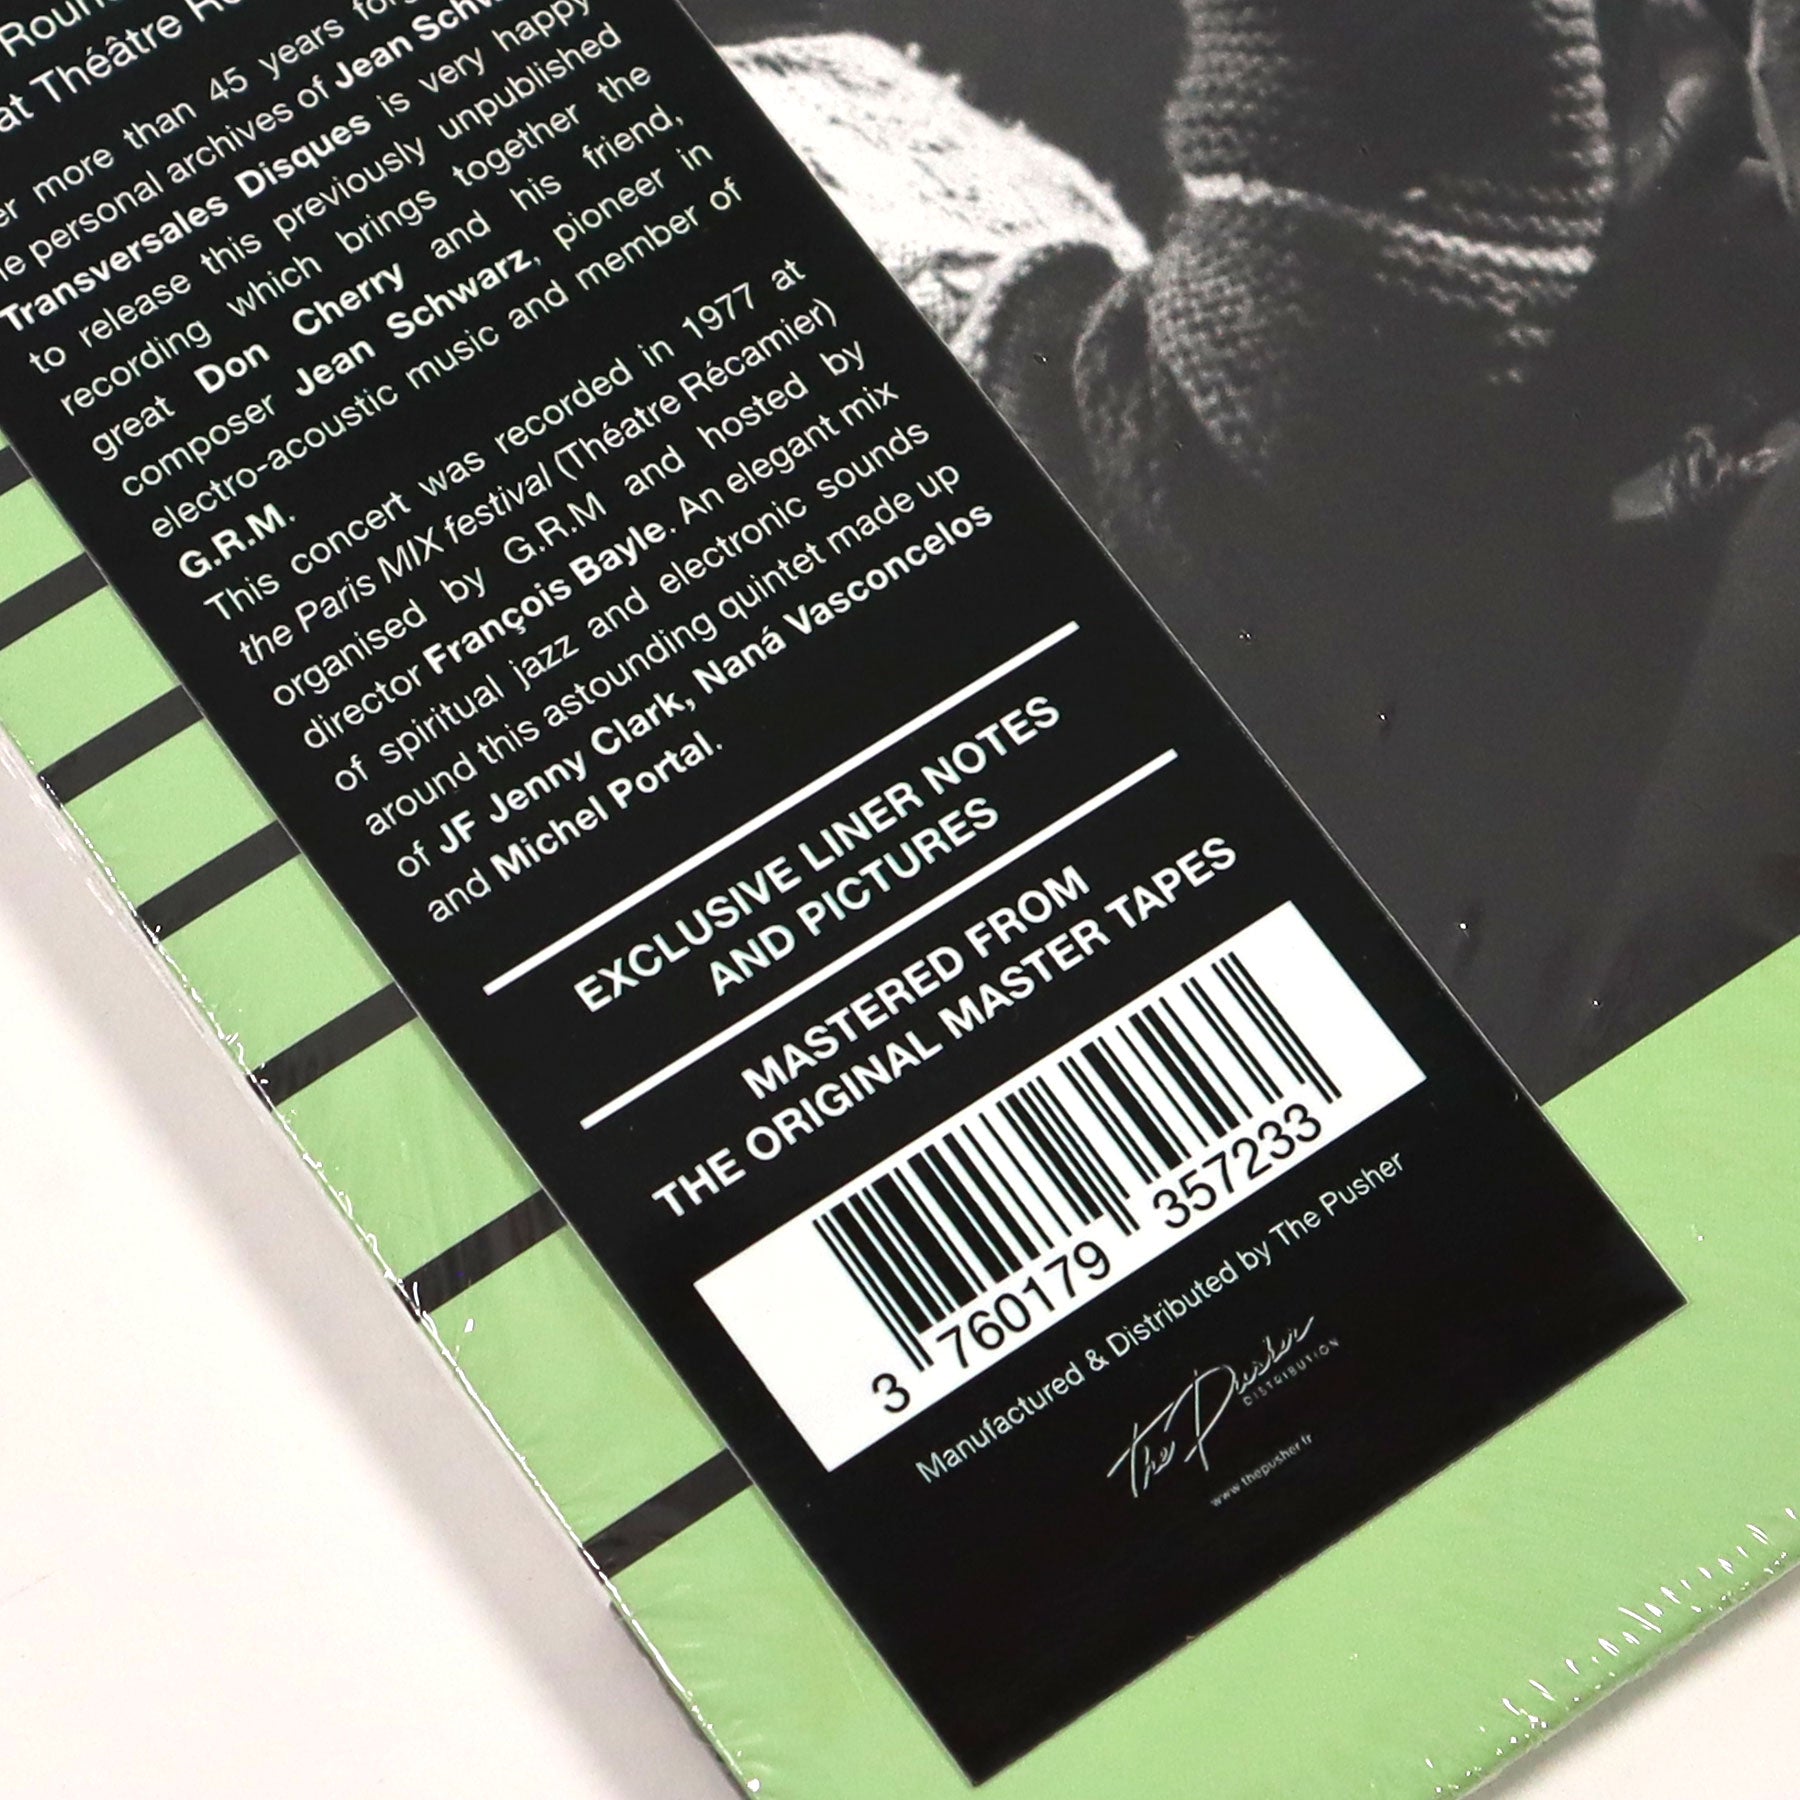 at Théâtre
more than 45 years
personal archives of Jean
Transversales Disques is very happy
to release this previously unpublished
recording which brings together the
great Don Cherry and his friend,
composer Jean Schwarz, pioneer in
electro-acoustic music and member of
G.R.M.
This concert was recorded in 1977 at
the Paris MIX festival (Théatre Récamier)
organised by G.R.M and hosted by
director François Bayle. An elegant mix
of spiritual jazz and electronic sounds
around this astounding quintet made up
of JF Jenny Clark, Naná Vasconcelos
and Michel Portal.
EXCLUSIVE LINER NOTES
AND PICTURES
MASTERED FROM
THE ORIGINAL MASTER TAPES
3 760179 357233
Manufactured & Distributed by The Pusher
The Pusher
DISTRIBUTION
www.thepusher.fr